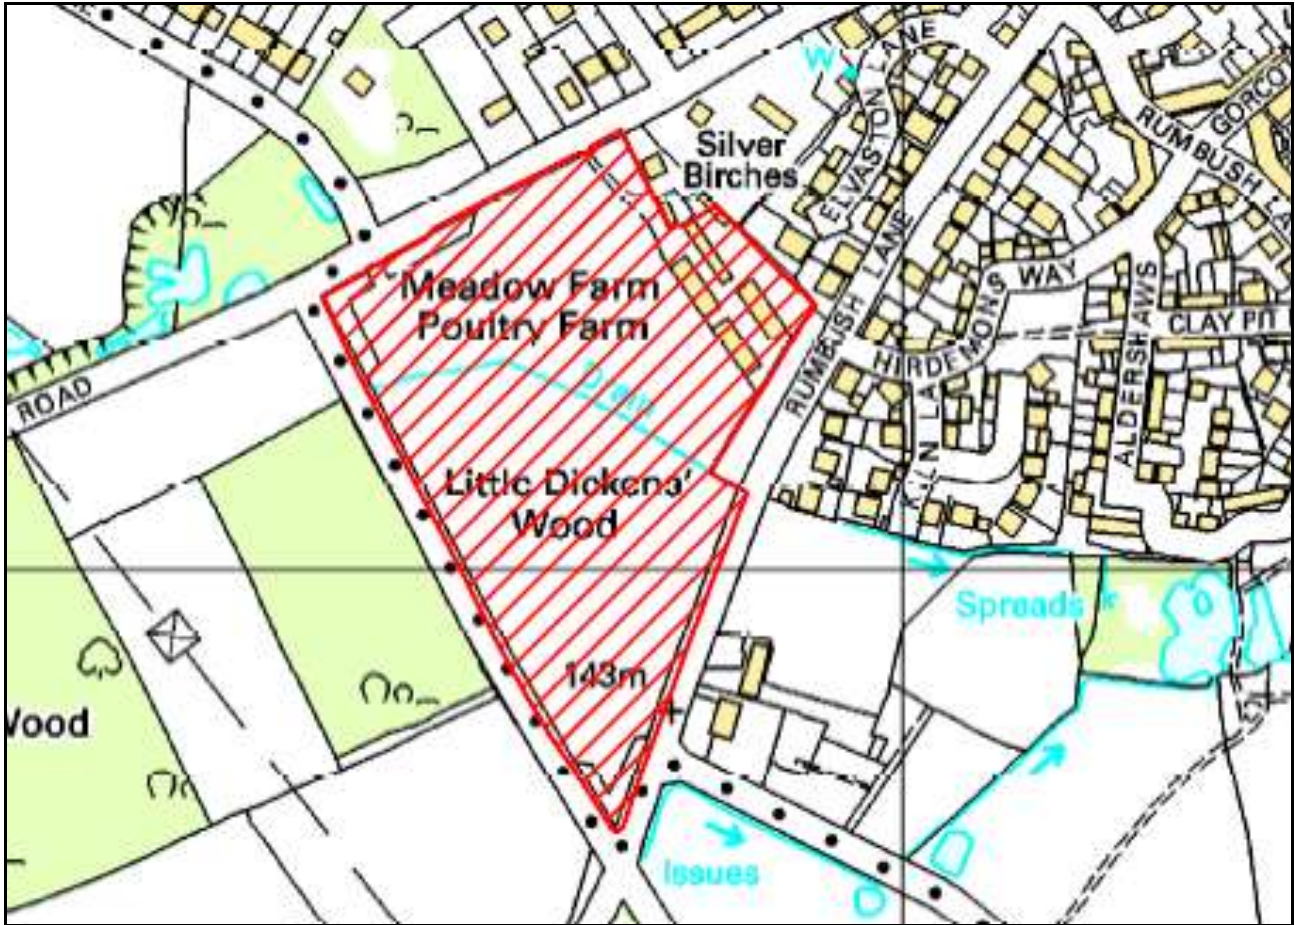 LANE
W
GORCO
RUMBUSH
Silver
Birches
ELVASTON
RUMBUSH LANE
HIRDEMONS WAY
ALDERSHAWS
CLAY PIT
Meadow Farm
Poultry Farm
Drain
ROAD
Little Dickens'
Wood
KILN LA
Spreads
143m
Wood
Issues